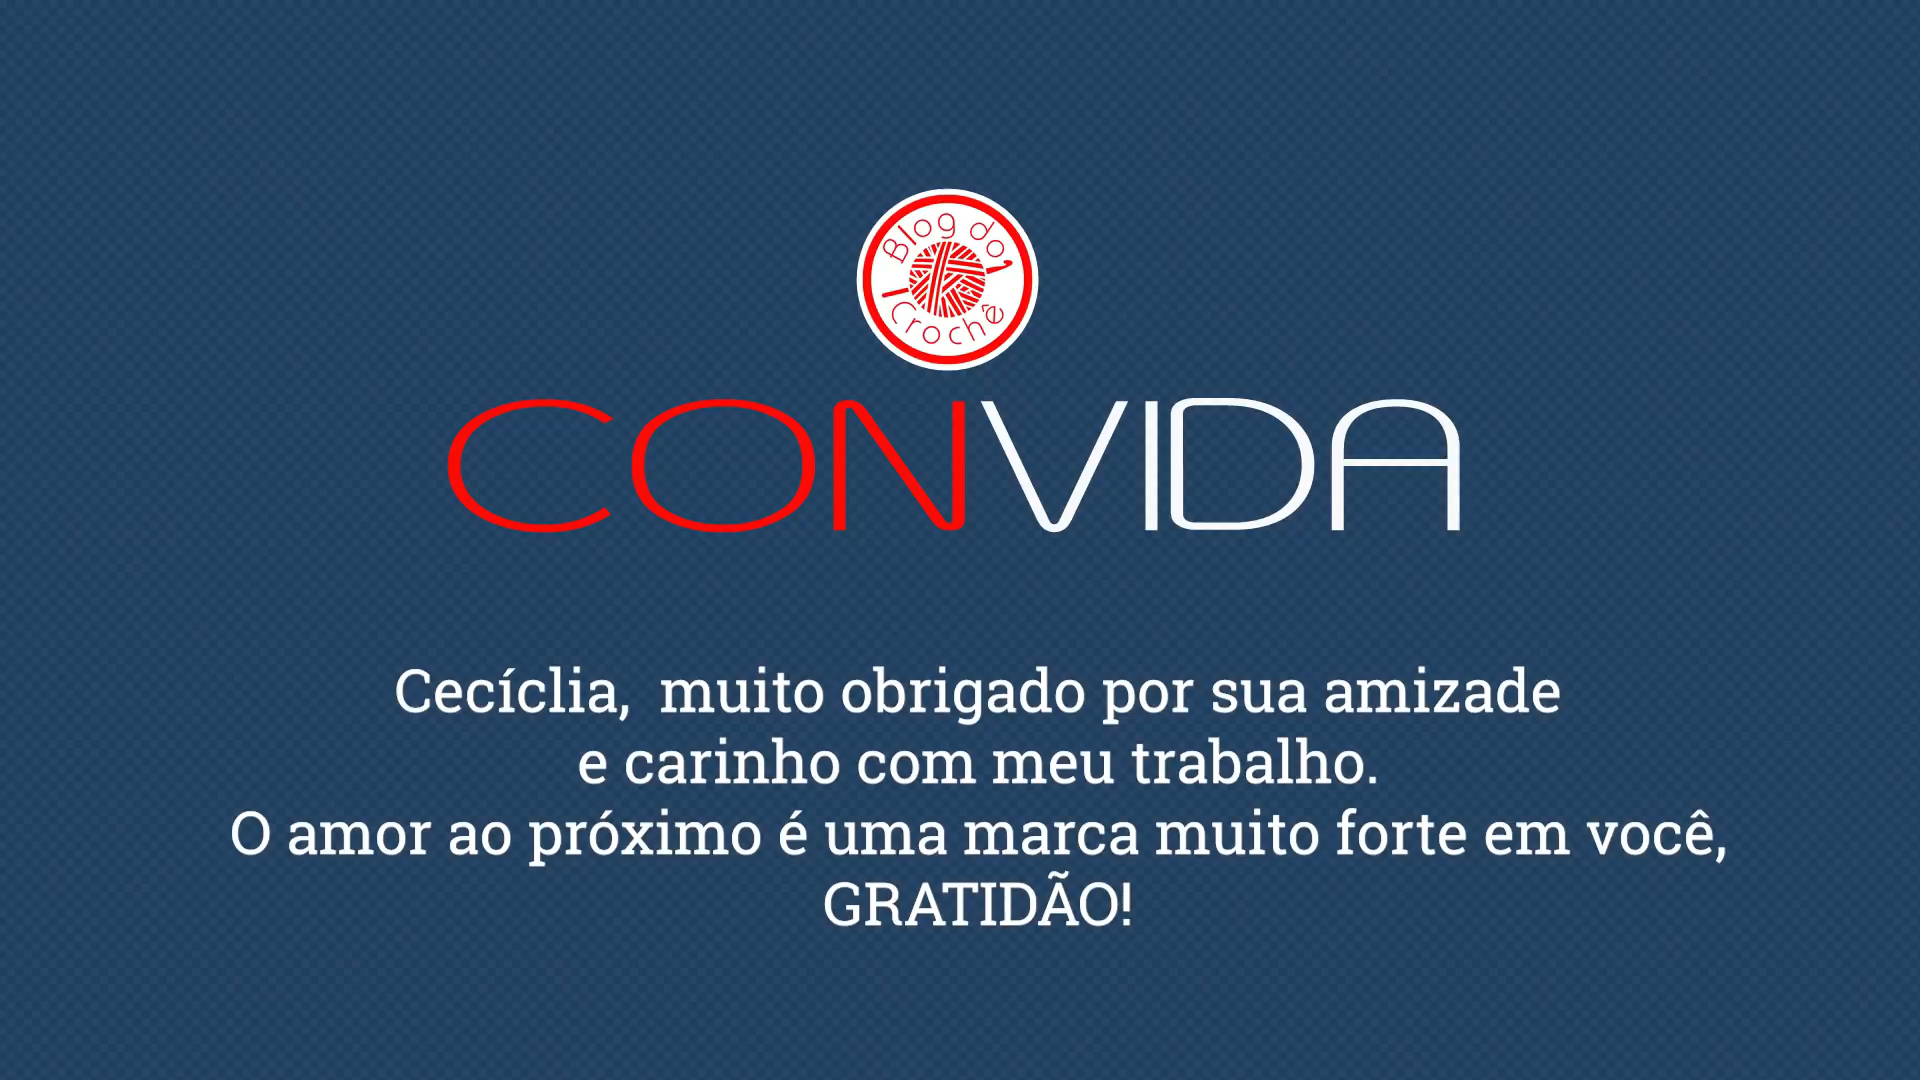 Blog do
Crochê
CONVIDA
Cecíclia, muito obrigado por sua amizade
e carinho com meu trabalho.
O amor ao próximo é uma marca muito forte em você,
GRATIDÃO!